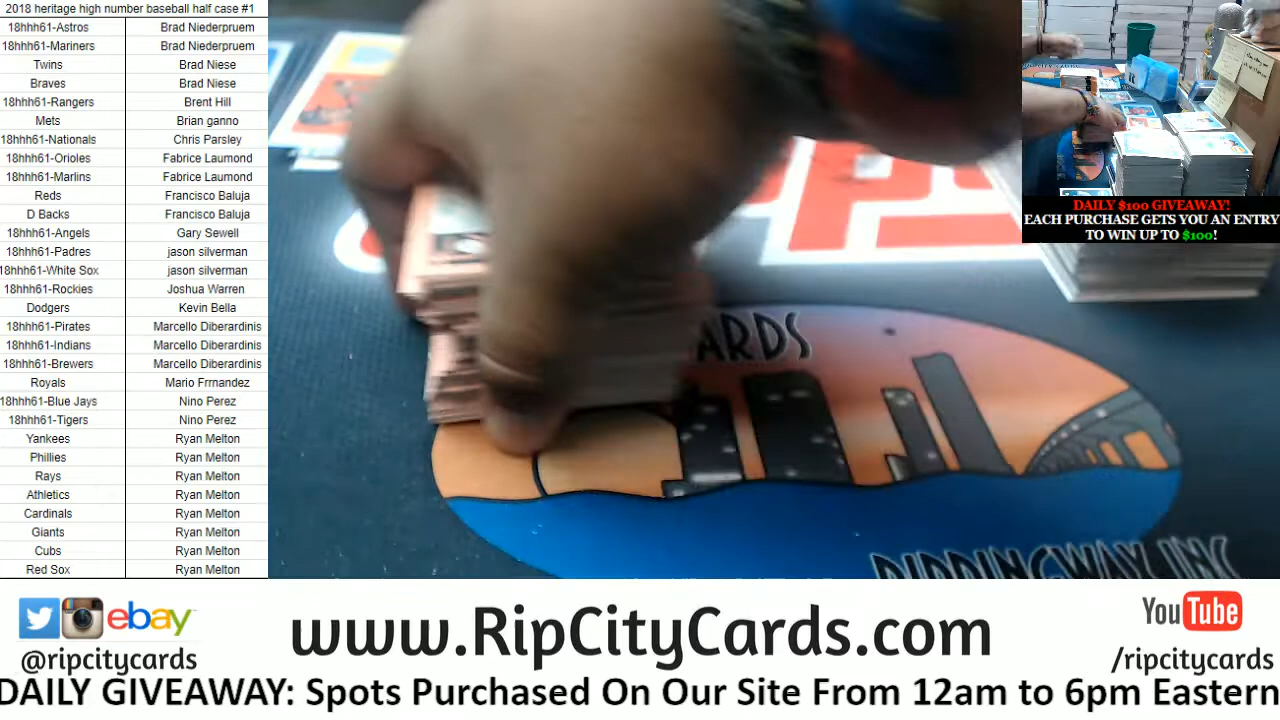 2018 heritage high number baseball half case #1
18hhh61-Astros Brad Niederpruem
18hhh61-Mariners Brad Niederpruem
Twins Brad Niese
Braves Brad Niese
18hhh61-Rangers Brent Hill
Mets Brian ganno
18hhh61-Nationals Chris Parsley
18hhh61-Orioles Fabrice Laumond
18hhh61-Marlins Fabrice Laumond
Reds Francisco Baluja
D Backs Francisco Baluja
18hhh61-Angels Gary Sewell
18hhh61-Padres jason silverman
18hhh61-White Sox jason silverman
18hhh61-Rockies Joshua Warren
Dodgers Kevin Bella
18hhh61-Pirates Marcello Diberardinis
18hhh61-Indians Marcello Diberardinis
18hhh61-Brewers Marcello Diberardinis
Royals Mario Frrnandez
18hhh61-Blue Jays Nino Perez
18hhh61-Tigers Nino Perez
Yankees Ryan Melton
Phillies Ryan Melton
Rays Ryan Melton
Athletics Ryan Melton
Cardinals Ryan Melton
Giants Ryan Melton
Cubs Ryan Melton
Red Sox Ryan Melton
DAILY $100 GIVEAWAY!
EACH PURCHASE GETS YOU AN ENTRY
TO WIN UP TO $100!
ARDS
RIPPINGWAY INC
ebay
@ripcitycards
www.RipCityCards.com
YouTube
/ripcitycards
DAILY GIVEAWAY: Spots Purchased On Our Site From 12am to 6pm Eastern